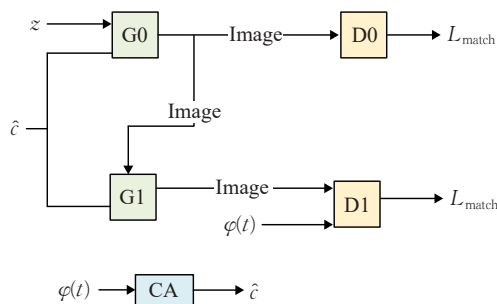 z
G0
Image
D0
L_match
Image
ĉ
G1
Image
D1
L_match
φ(t)
φ(t)
CA
ĉ